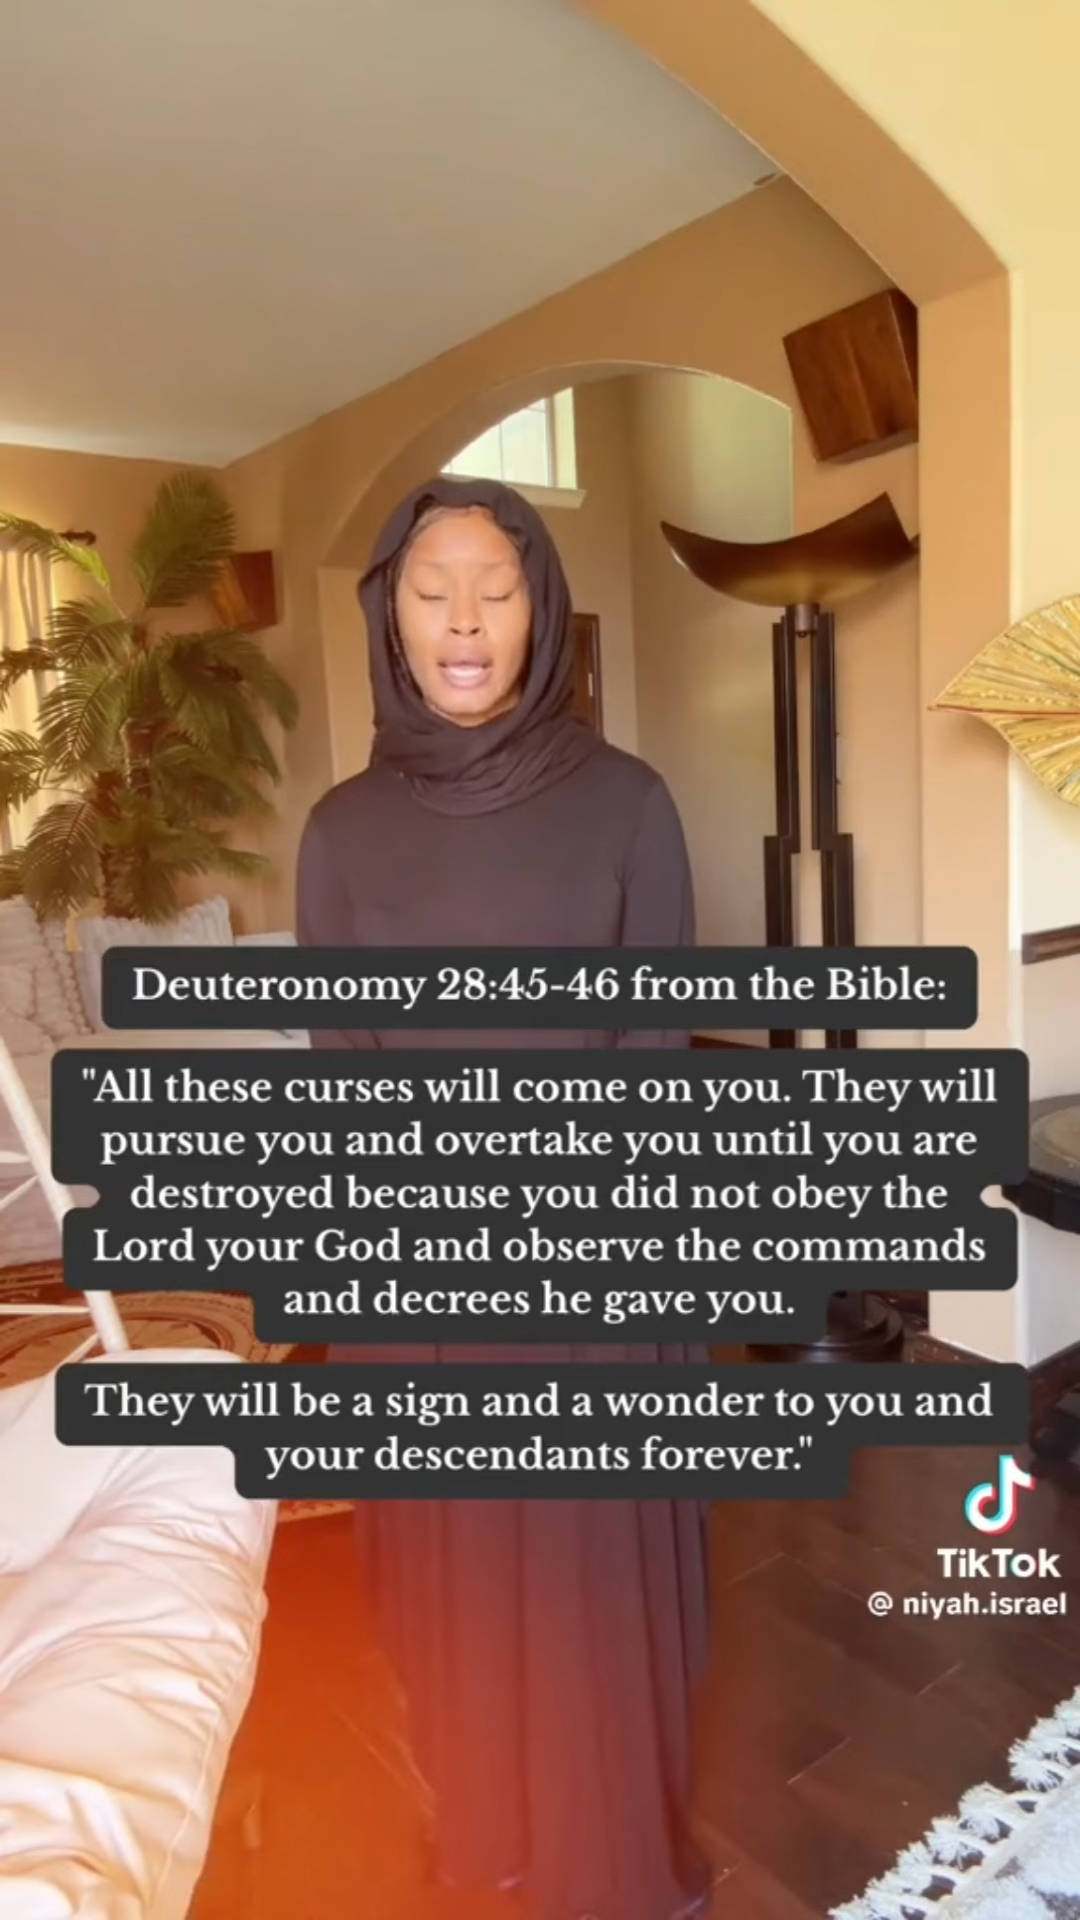 Deuteronomy 28:45-46 from the Bible:
"All these curses will come on you. They will
pursue you and overtake you until you are
destroyed because you did not obey the
Lord your God and observe the commands
and decrees he gave you.
They will be a sign and a wonder to you and
your descendants forever."
TikTok
@ niyah.israel